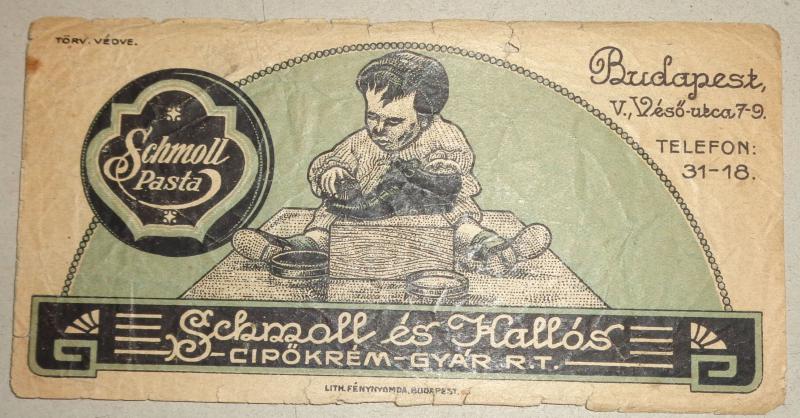 TÖRV. VÉDVE.
Schmoll
Pasta
Budapest,
V., Véső-utca 7-9.
TELEFON:
31-18.
Schmoll és Hallós
CIPŐKRÉM-GYÁR R.T.
LITH. FÉNYNYOMDA, BUDAPEST.